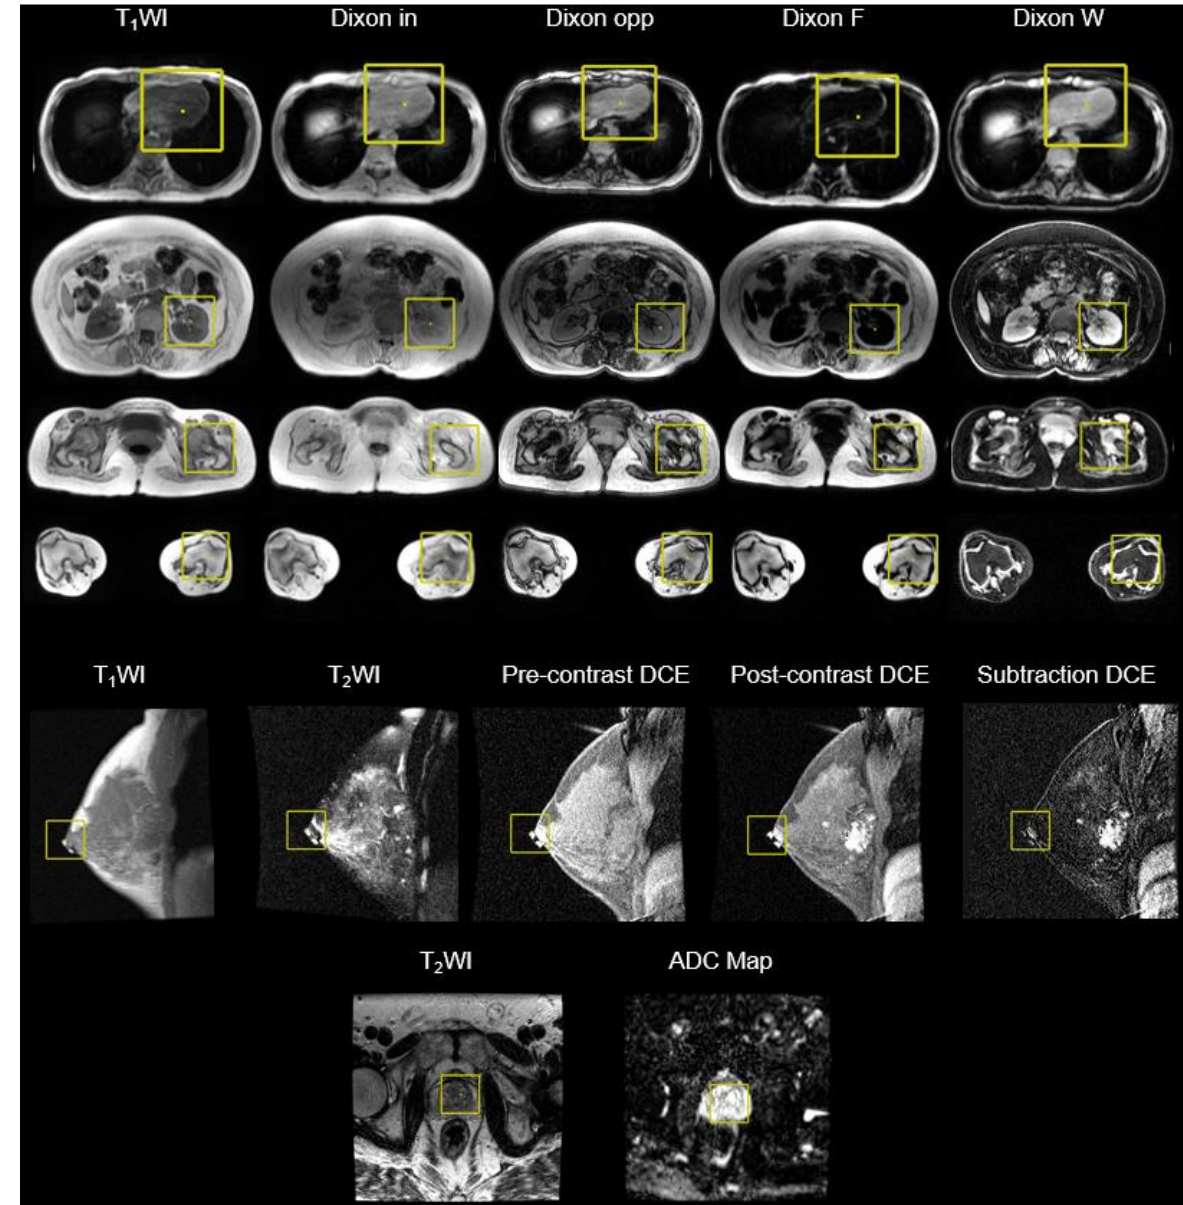 T₁WI Dixon in Dixon opp Dixon F Dixon W
T₁WI T₂WI Pre-contrast DCE Post-contrast DCE Subtraction DCE
T₂WI ADC Map